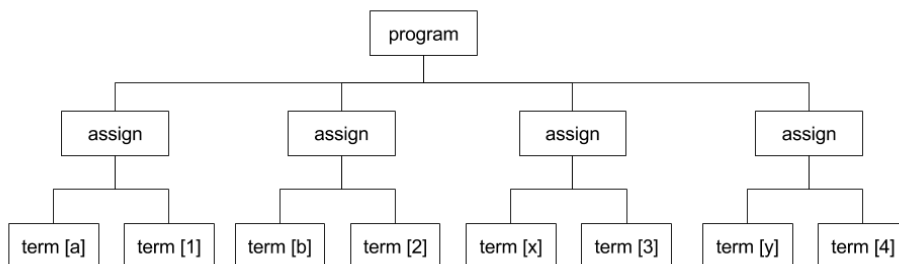 program
assign
assign
assign
assign
term [a]
term [1]
term [b]
term [2]
term [x]
term [3]
term [y]
term [4]